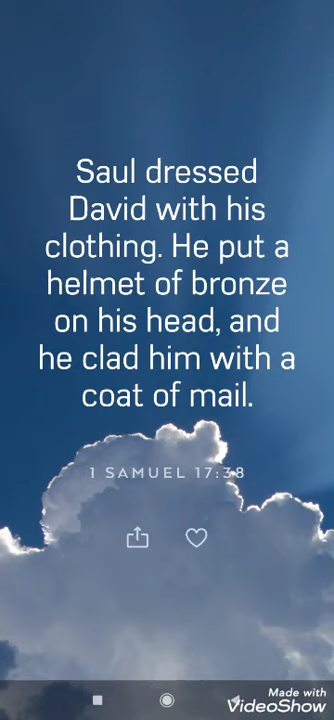 Saul dressed
David with his
clothing. He put a
helmet of bronze
on his head, and
he clad him with a
coat of mail.
1 SAMUEL 17:38
Made with
VideoShow